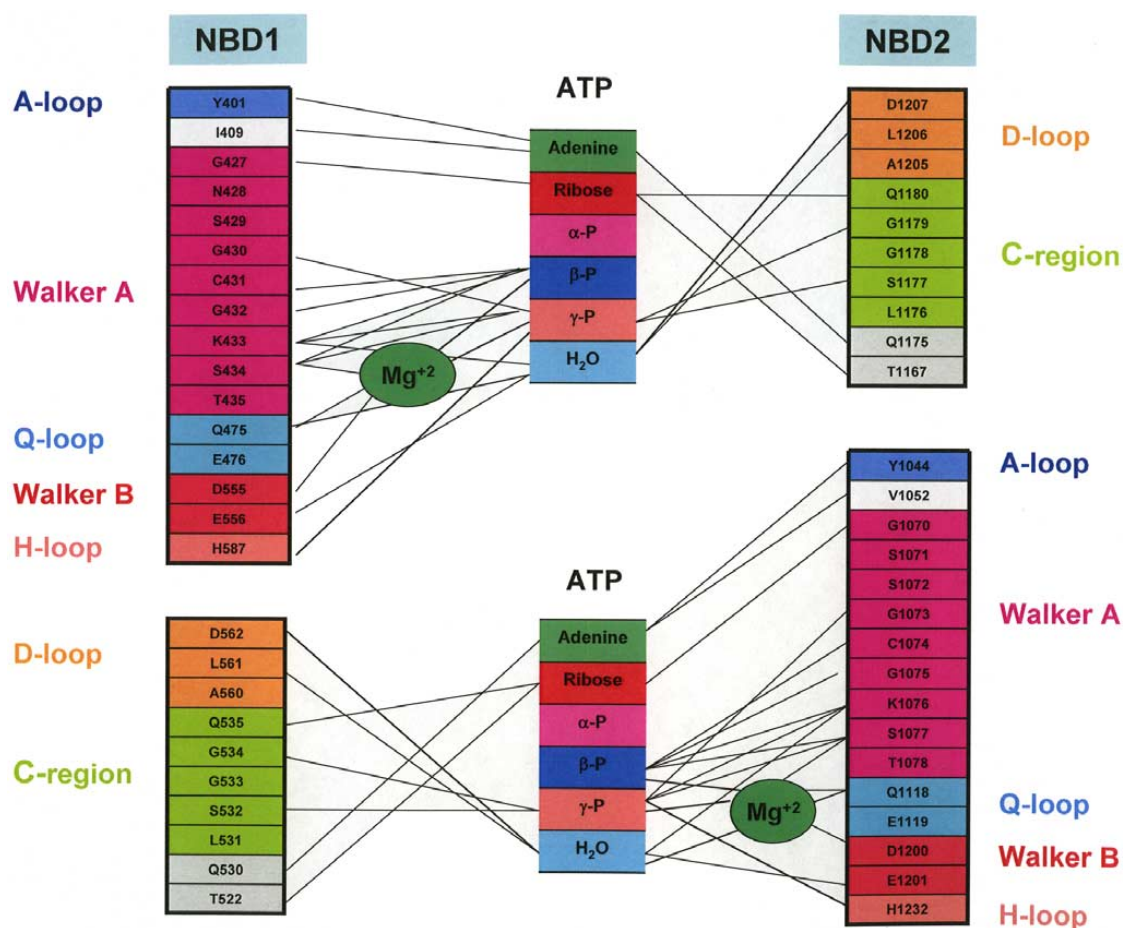 NBD1
NBD2
ATP
A-loop
Walker A
Q-loop
Walker B
H-loop
Y401
I409
G427
N428
S429
G430
C431
G432
K433
S434
T435
Q475
E476
D555
E556
H587
Adenine
Ribose
α-P
β-P
γ-P
H₂O
Mg⁺²
D1207
L1206
A1205
Q1180
G1179
G1178
S1177
L1176
Q1175
T1167
D-loop
C-region
D-loop
C-region
D562
L561
A560
Q535
G534
G533
S532
L531
Q530
T522
ATP
Adenine
Ribose
α-P
β-P
γ-P
H₂O
Mg⁺²
Y1044
V1052
G1070
S1071
S1072
G1073
C1074
G1075
K1076
S1077
T1078
Q1118
E1119
D1200
E1201
H1232
A-loop
Walker A
Q-loop
Walker B
H-loop